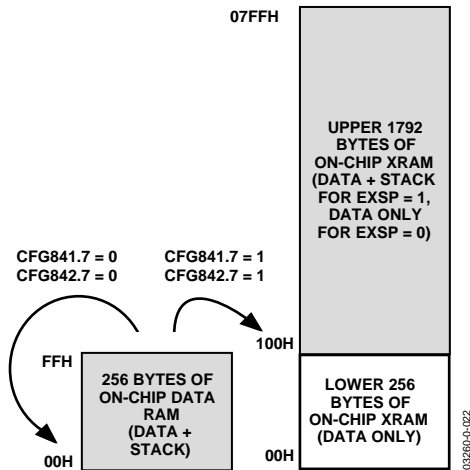 07FFH
UPPER 1792
BYTES OF
ON-CHIP XRAM
(DATA + STACK
FOR EXSP = 1,
DATA ONLY
FOR EXSP = 0)
CFG841.7 = 0
CFG842.7 = 0
CFG841.7 = 1
CFG842.7 = 1
100H
FFH
256 BYTES OF
ON-CHIP DATA
RAM
(DATA +
STACK)
00H
LOWER 256
BYTES OF
ON-CHIP XRAM
(DATA ONLY)
00H
03260-0-022